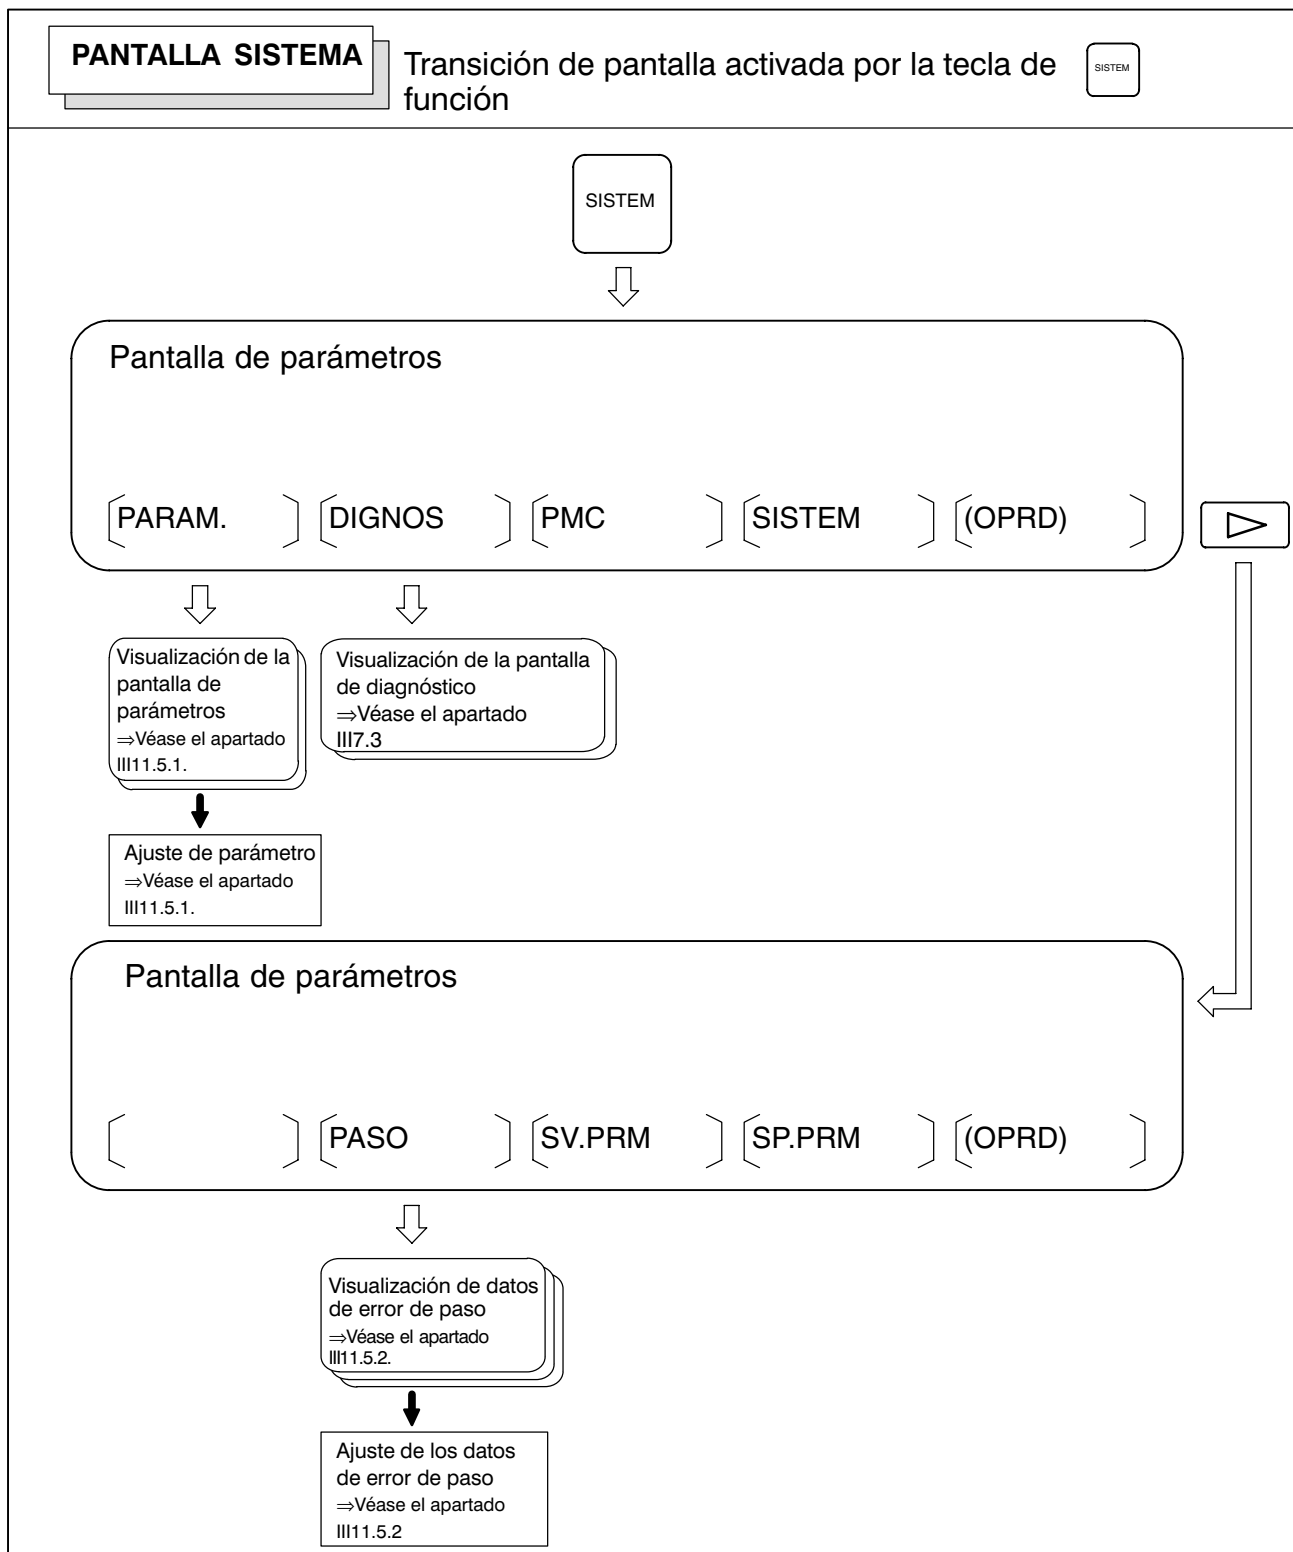 PANTALLA SISTEMA
Transición de pantalla activada por la tecla de
función
SISTEM
SISTEM
Pantalla de parámetros
[PARAM.] [DIGNOS] [PMC] [SISTEM] [(OPRD)]
Visualización de la
pantalla de
parámetros
⇒Véase el apartado
III11.5.1.
Visualización de la pantalla
de diagnóstico
⇒Véase el apartado
III7.3
Ajuste de parámetro
⇒Véase el apartado
III11.5.1.
Pantalla de parámetros
[ ] [PASO] [SV.PRM] [SP.PRM] [(OPRD)]
Visualización de datos
de error de paso
⇒Véase el apartado
III11.5.2.
Ajuste de los datos
de error de paso
⇒Véase el apartado
III11.5.2